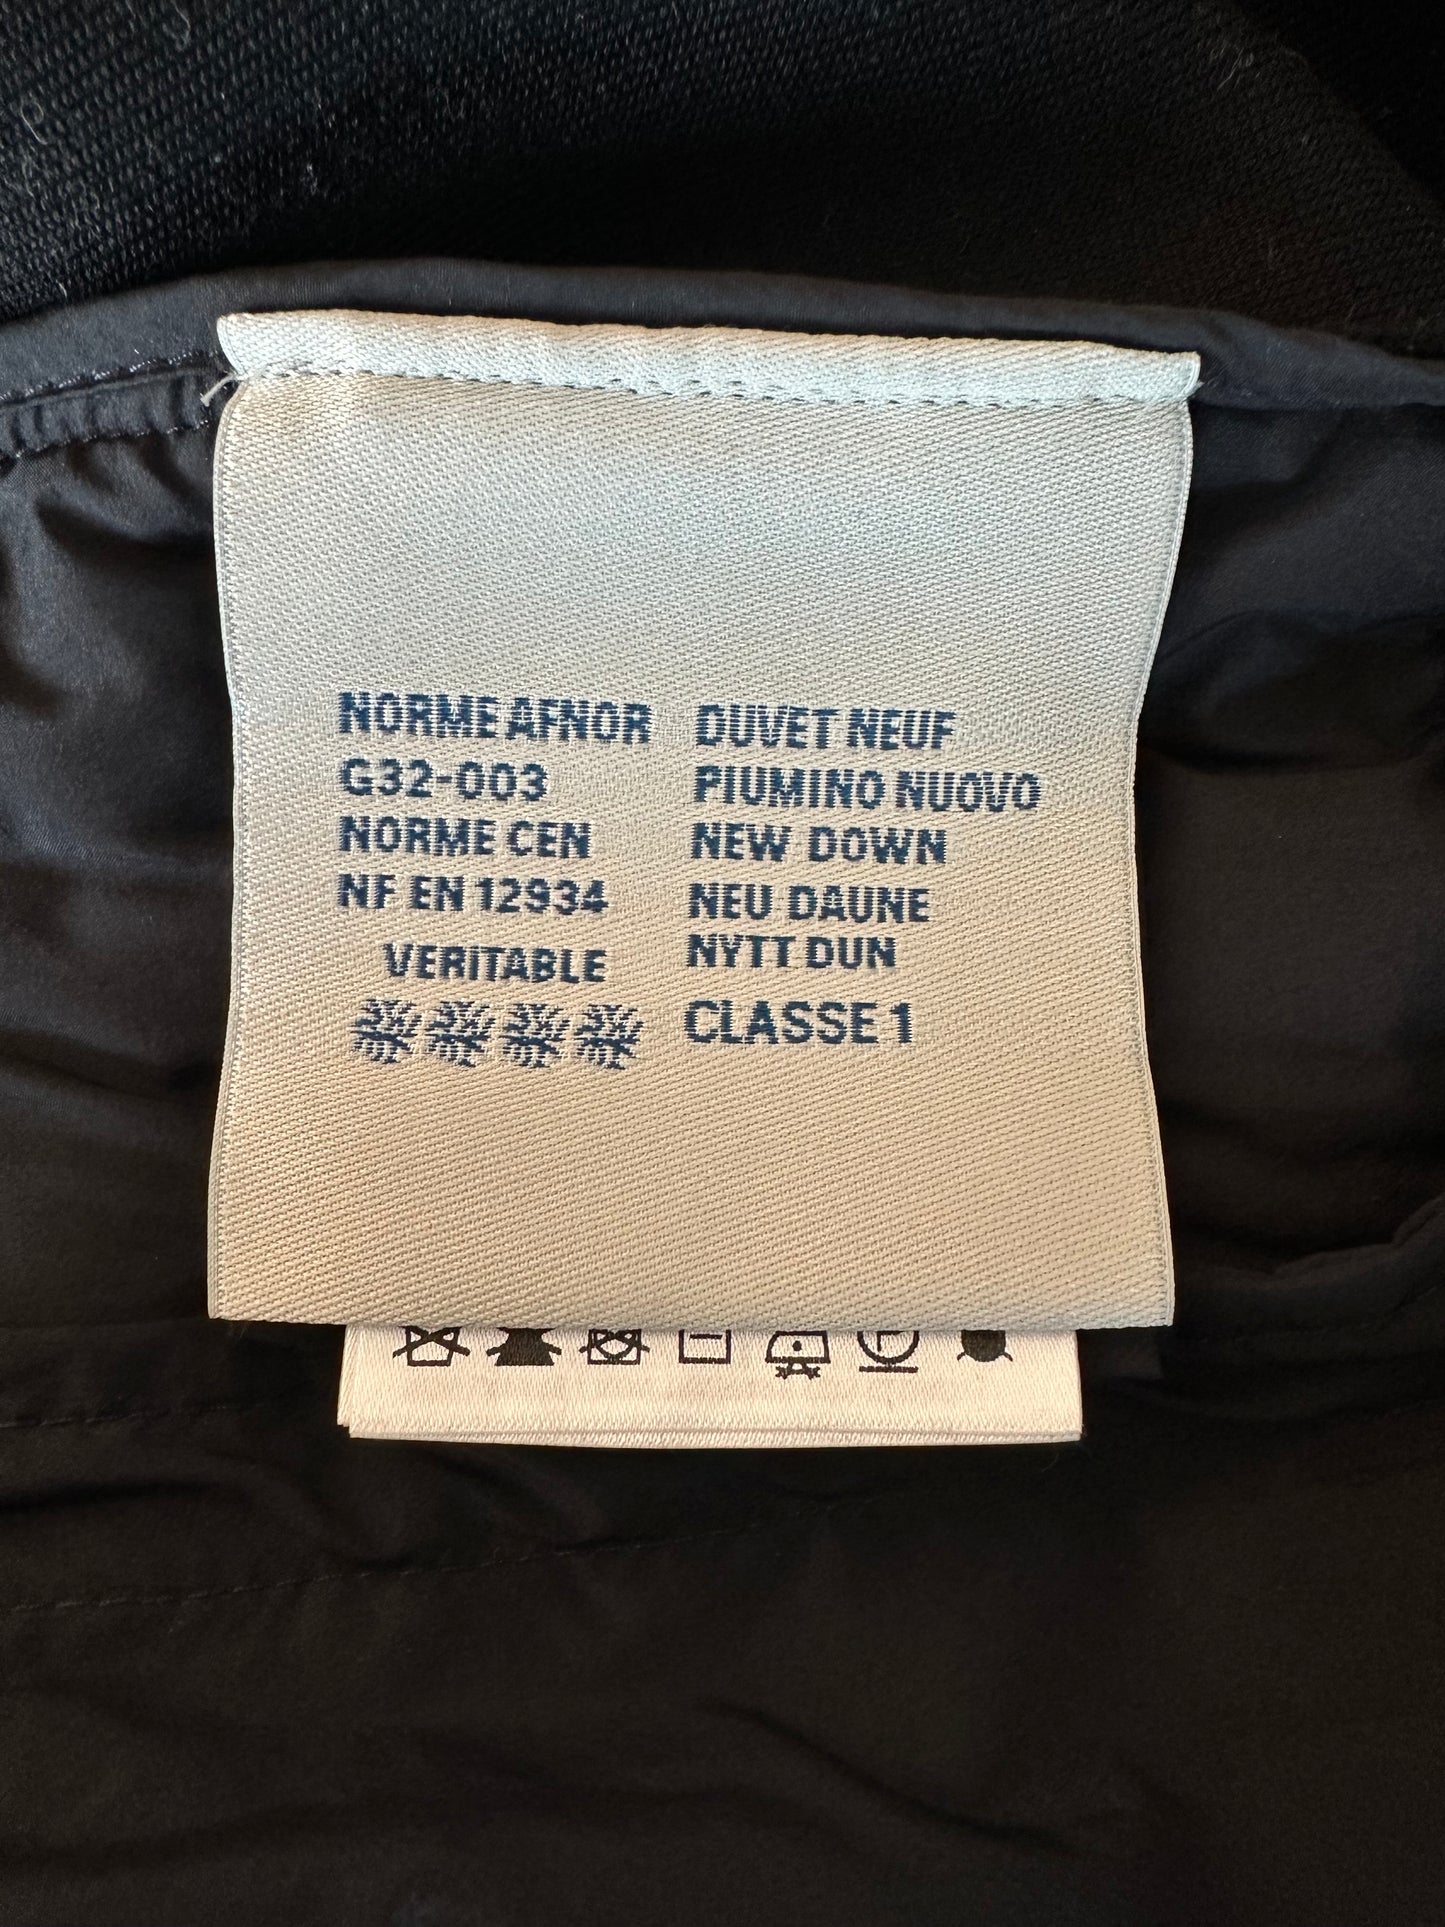 NORME AFNOR
G32-003
NORME CEN
NF EN 12934
VERITABLE
DUVET NEUF
PIUMINO NUOVO
NEW DOWN
NEU DAUNE
NYTT DUN
CLASSE 1